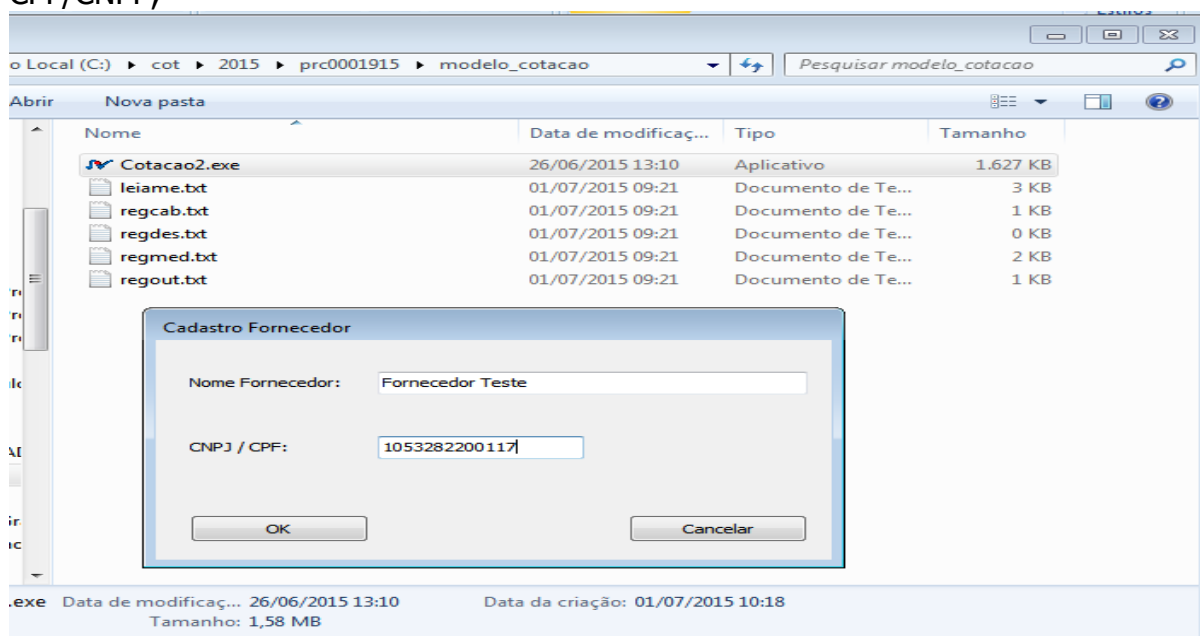 CPF/CNPF)
o Local (C:) cot 2015 prc0001915 modelo_cotacao Pesquisar modelo_cotacao
Abrir Nova pasta
Nome Data de modificaç... Tipo Tamanho
Cotacao2.exe 26/06/2015 13:10 Aplicativo 1.627 KB
leiame.txt 01/07/2015 09:21 Documento de Te... 3 KB
regcab.txt 01/07/2015 09:21 Documento de Te... 1 KB
regdes.txt 01/07/2015 09:21 Documento de Te... 0 KB
regmed.txt 01/07/2015 09:21 Documento de Te... 2 KB
regout.txt 01/07/2015 09:21 Documento de Te... 1 KB
Cadastro Fornecedor
Nome Fornecedor: Fornecedor Teste
CNPJ / CPF: 1053282200117
OK Cancelar
.exe Data de modificaç... 26/06/2015 13:10 Data da criação: 01/07/2015 10:18
Tamanho: 1,58 MB